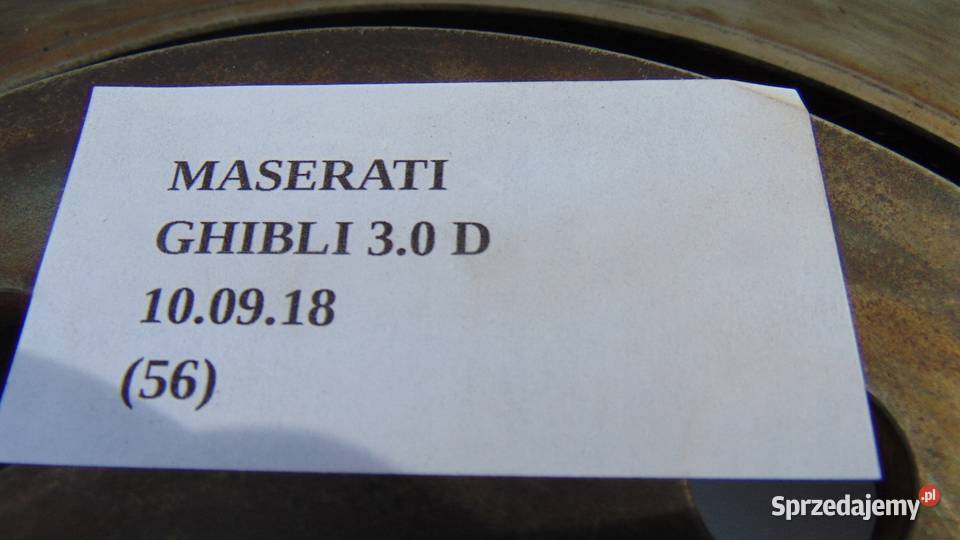 MASERATI
GHIBLI 3.0 D
10.09.18
(56)
Sprzedajemy.pl